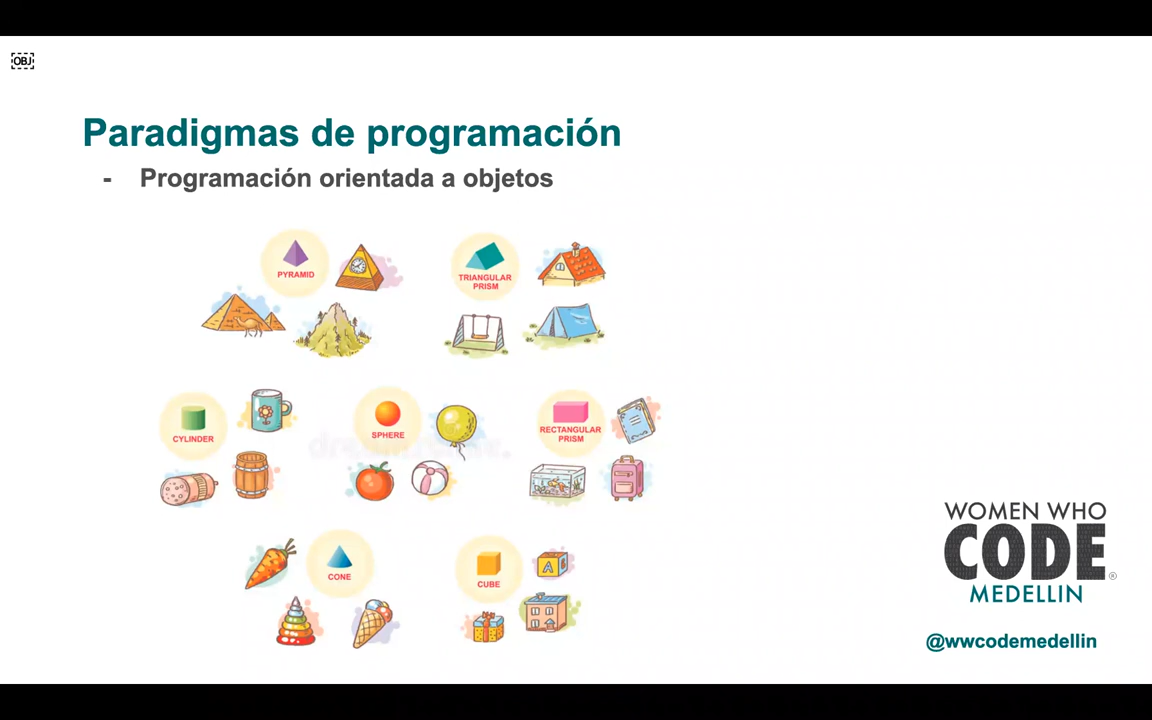 OBJ
Paradigmas de programación
- Programación orientada a objetos
PYRAMID
TRIANGULAR
PRISM
CYLINDER
SPHERE
RECTANGULAR
PRISM
CONE
CUBE
A
WOMEN WHO
CODE®
MEDELLIN
@wwcodemedellin